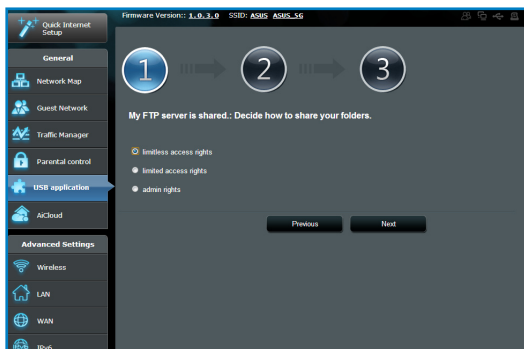 Quick Internet
Setup
Firmware Version:: 1.0.3.0 SSID: ASUS ASUS_5G
General
Network Map
Guest Network
Traffic Manager
Parental control
USB application
AiCloud
Advanced Settings
Wireless
LAN
WAN
IPv6
1
2
3
My FTP server is shared.: Decide how to share your folders.
limitless access rights
limited access rights
admin rights
Previous
Next